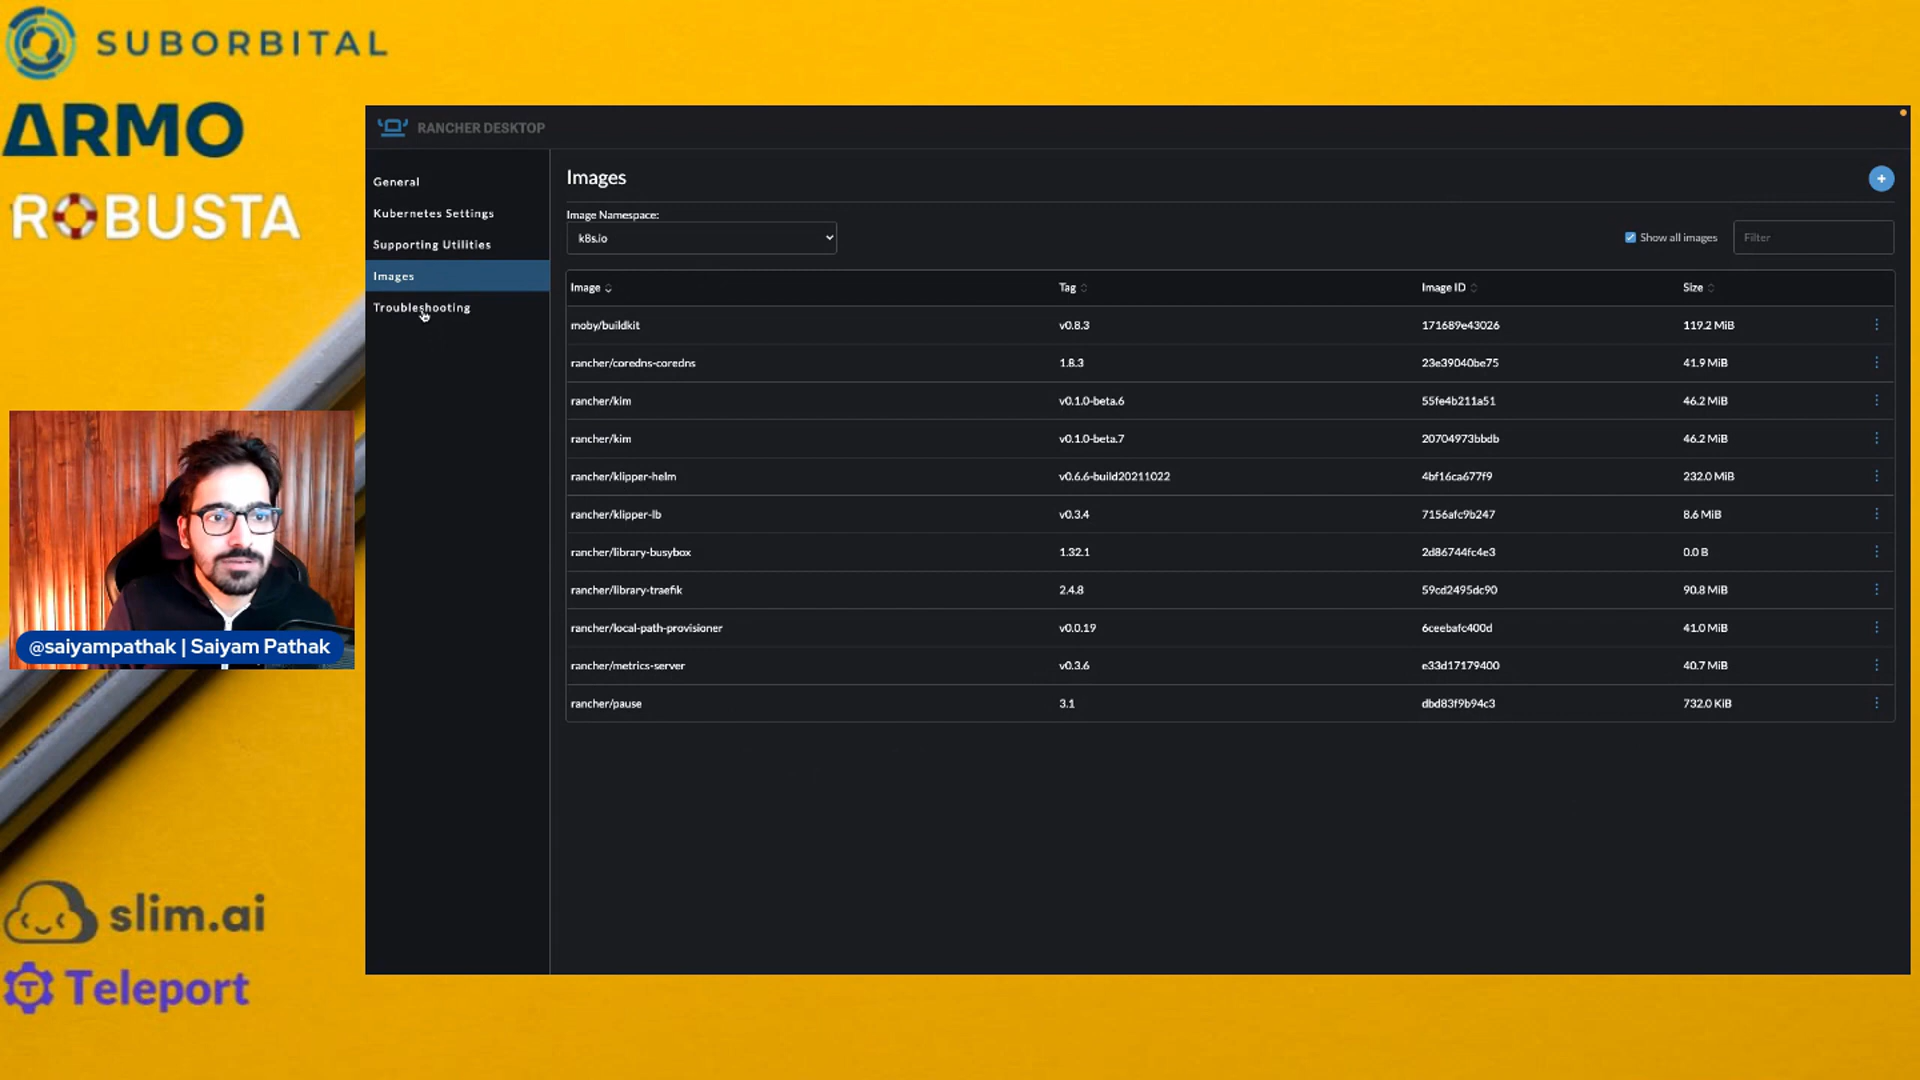 SUBORBITAL
ARMO
ROBUSTA
RANCHER DESKTOP
General
Kubernetes Settings
Supporting Utilities
Images
Troubleshooting
Images
Image Namespace:
k8s.io
Show all images
Filter
Image Tag Image ID Size
moby/buildkit v0.8.3 171689e43026 119.2 MiB
rancher/coredns-coredns 1.8.3 23e39040be75 41.9 MiB
rancher/kim v0.1.0-beta.6 55fe4b211a51 46.2 MiB
rancher/kim v0.1.0-beta.7 20704973bbdb 46.2 MiB
rancher/klipper-helm v0.6.6-build20211022 4bf16ca677f9 232.0 MiB
rancher/klipper-lb v0.3.4 7156afc9b247 8.6 MiB
rancher/library-busybox 1.32.1 2d86744fc4e3 0.0 B
rancher/library-traefik 2.4.8 59cd2495dc90 90.8 MiB
rancher/local-path-provisioner v0.0.19 6ceebafc400d 41.0 MiB
rancher/metrics-server v0.3.6 e33d17179400 40.7 MiB
rancher/pause 3.1 dbd83f9b94c3 732.0 KiB
@saiyampathak | Saiyam Pathak
slim.ai
Teleport